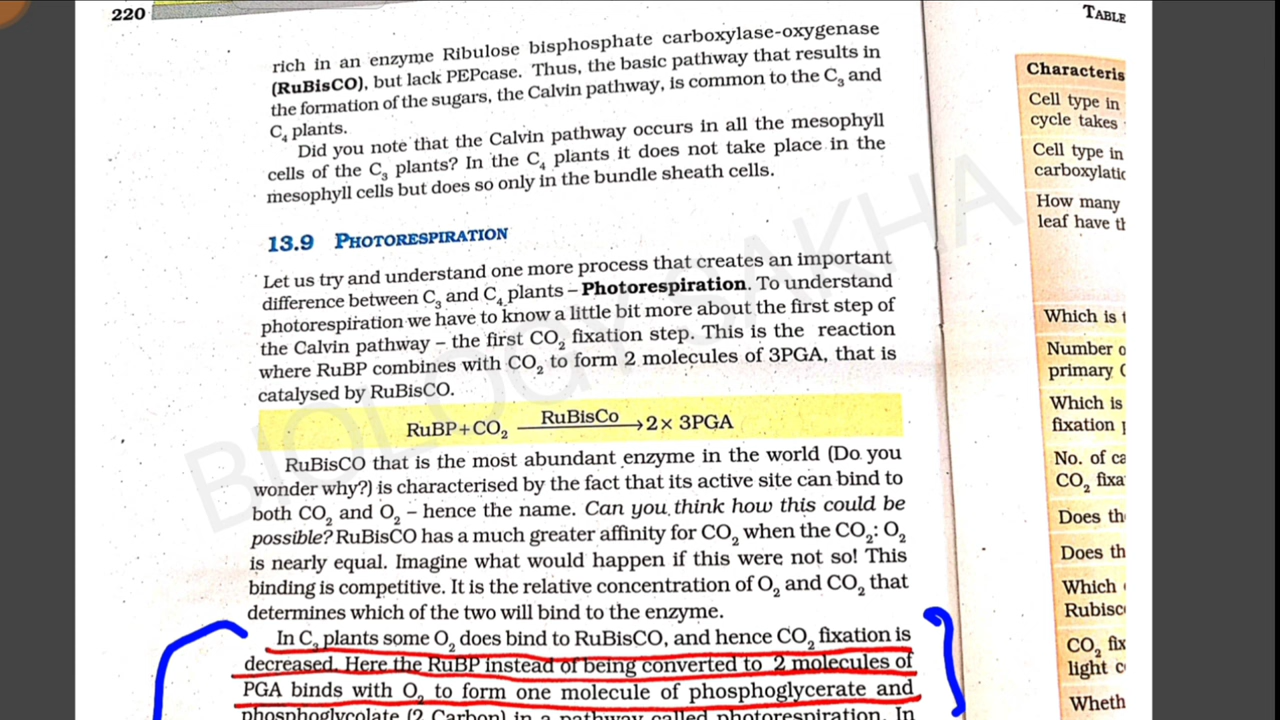 220
rich in an enzyme Ribulose bisphosphate carboxylase-oxygenase
(RuBisCO), but lack PEPcase. Thus, the basic pathway that results in
the formation of the sugars, the Calvin pathway, is common to the C₃ and
C₄ plants.
Did you note that the Calvin pathway occurs in all the mesophyll
cells of the C₃ plants? In the C₄ plants it does not take place in the
mesophyll cells but does so only in the bundle sheath cells.
13.9 PHOTORESPIRATION
Let us try and understand one more process that creates an important
difference between C₃ and C₄ plants – Photorespiration. To understand
photorespiration we have to know a little bit more about the first step of
the Calvin pathway – the first CO₂ fixation step. This is the reaction
where RuBP combines with CO₂ to form 2 molecules of 3PGA, that is
catalysed by RuBisCO.
RuBP+CO₂ RuBisCo → 2× 3PGA
RuBisCO that is the most abundant enzyme in the world (Do you
wonder why?) is characterised by the fact that its active site can bind to
both CO₂ and O₂ – hence the name. Can you think how this could be
possible? RuBisCO has a much greater affinity for CO₂ when the CO₂: O₂
is nearly equal. Imagine what would happen if this were not so! This
binding is competitive. It is the relative concentration of O₂ and CO₂ that
determines which of the two will bind to the enzyme.
In C₃ plants some O₂ does bind to RuBisCO, and hence CO₂ fixation is
decreased. Here the RuBP instead of being converted to 2 molecules of
PGA binds with O₂ to form one molecule of phosphoglycerate and
phosphoglycolate (2 Carbon) in a pathway called photorespiration. In
BIOLOGY SAKHA
TABLE
Characteris
Cell type in
cycle takes
Cell type in
carboxylatic
How many
leaf have th
Which is t
Number o
primary
Which is
fixation
No. of ca
CO₂ fixa
Does th
Does th
Which
Rubisc
CO₂ fix
light c
Wheth